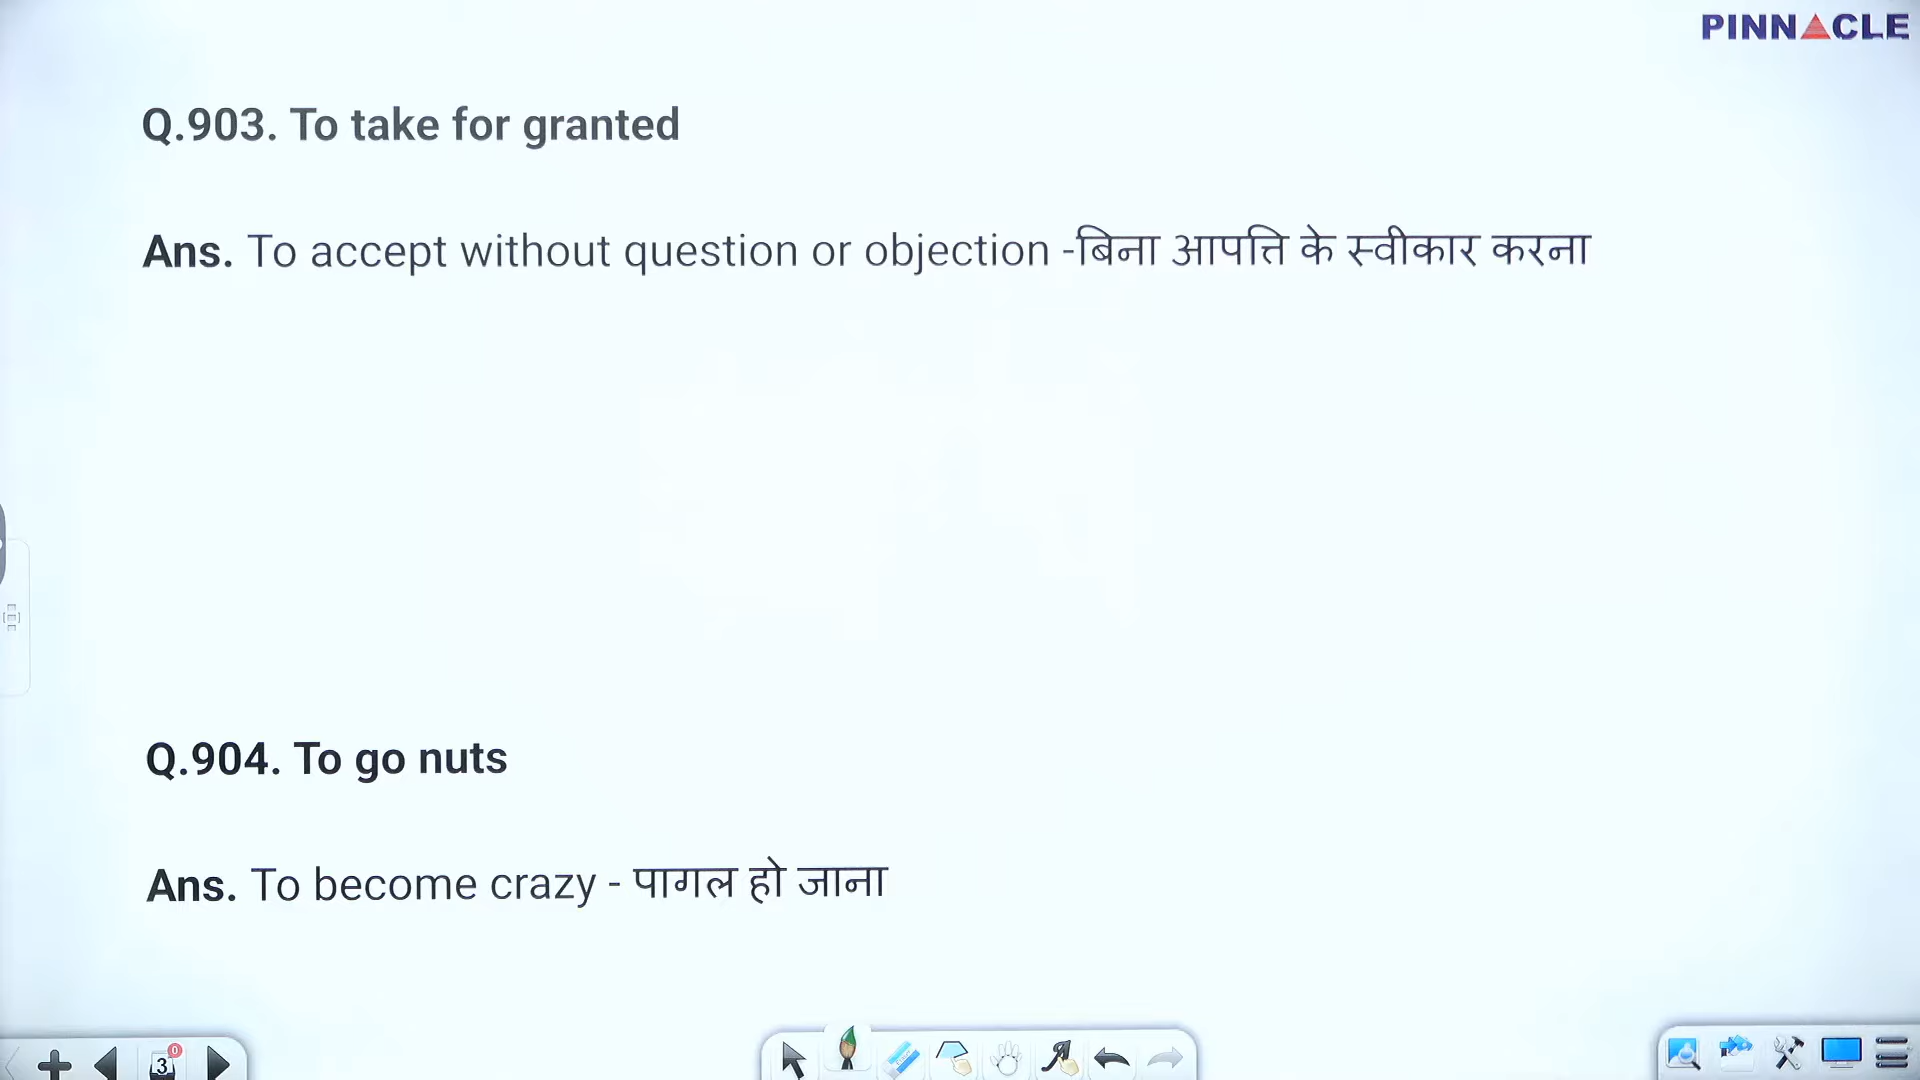 PINNACLE
Q.903. To take for granted
Ans. To accept without question or objection -बिना आपत्ति के स्वीकार करना
Q.904. To go nuts
Ans. To become crazy - पागल हो जाना
3
0